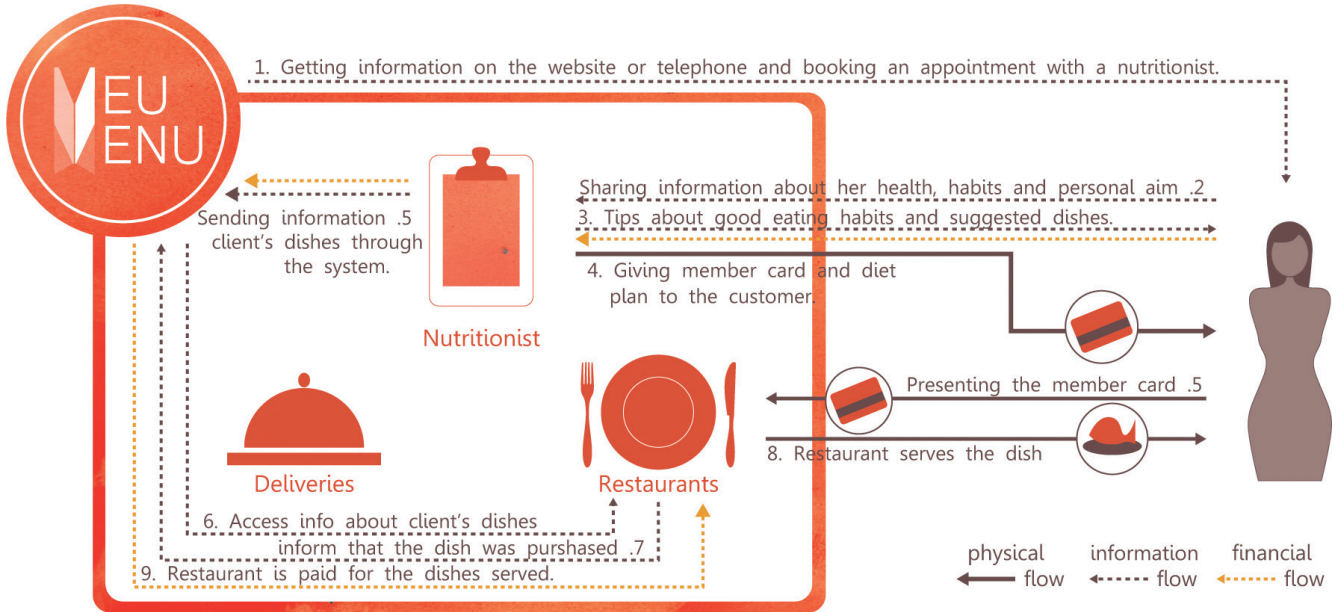 1. Getting information on the website or telephone and booking an appointment with a nutritionist.
EU
ENU
Sharing information about her health, habits and personal aim .2
3. Tips about good eating habits and suggested dishes.
Sending information .5
client's dishes through
the system.
4. Giving member card and diet
plan to the customer.
Nutritionist
Presenting the member card .5
8. Restaurant serves the dish
Deliveries
Restaurants
6. Access info about client's dishes
inform that the dish was purshased .7
9. Restaurant is paid for the dishes served.
physical
flow
information
flow
financial
flow